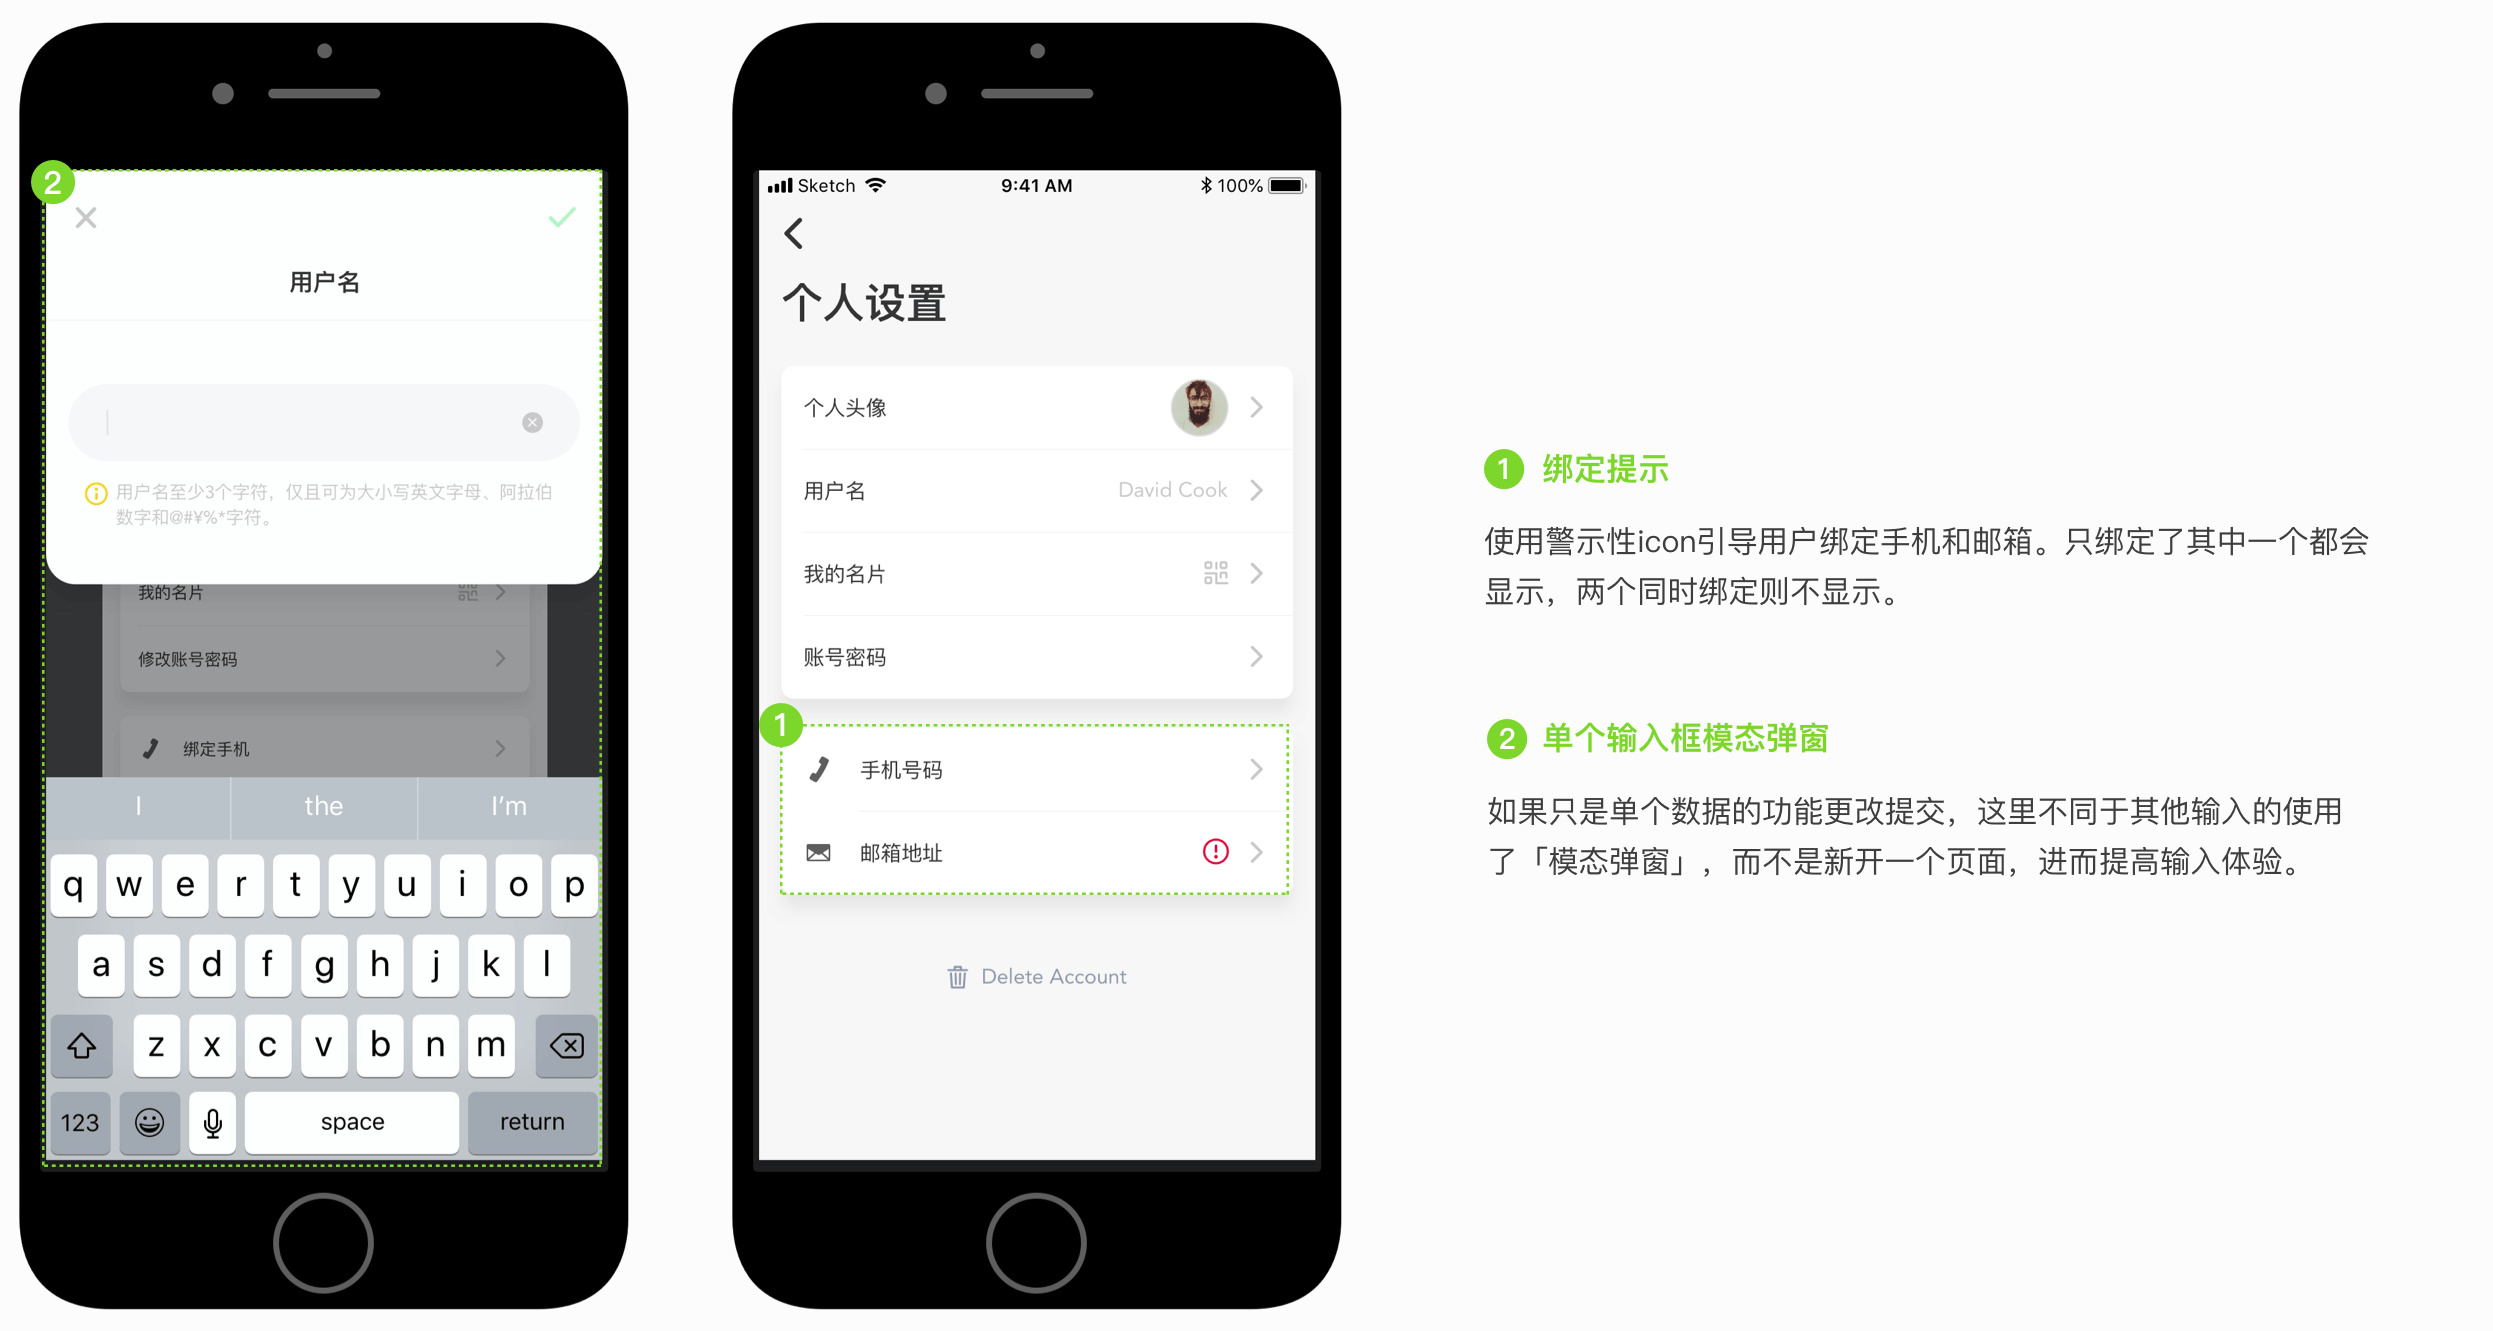 2
用户名
用户名至少3个字符，仅且可为大小写英文字母、阿拉伯
数字和@#¥%*字符。
我的名片
修改账号密码
绑定手机
I the I'm
q w e r t y u i o p
a s d f g h j k l
z x c v b n m
123 space return
Sketch 9:41 AM 100%
个人设置
个人头像
用户名 David Cook
我的名片
账号密码
1
手机号码
邮箱地址
Delete Account
1 绑定提示
使用警示性icon引导用户绑定手机和邮箱。只绑定了其中一个都会
显示，两个同时绑定则不显示。
2 单个输入框模态弹窗
如果只是单个数据的功能更改提交，这里不同于其他输入的使用
了「模态弹窗」，而不是新开一个页面，进而提高输入体验。